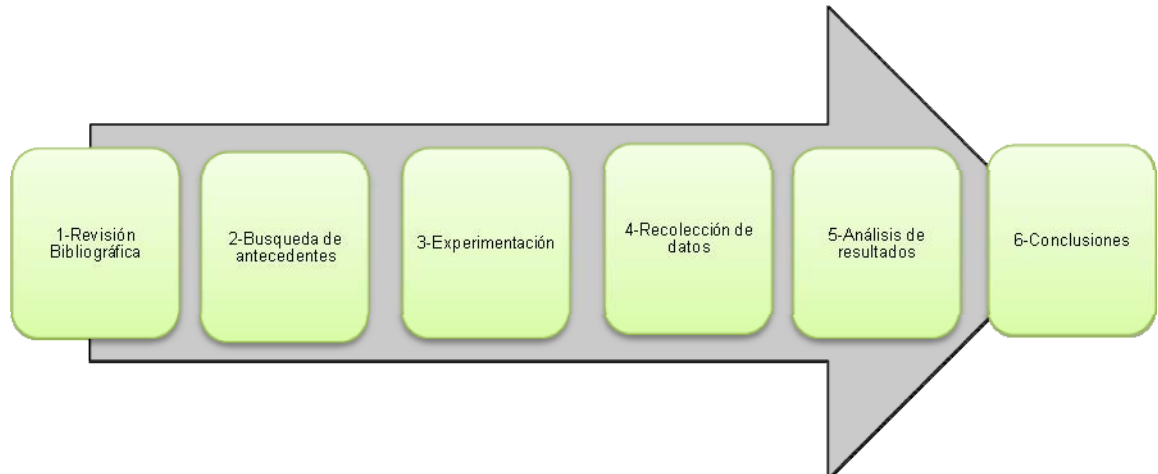 1-Revisión
Bibliográfica
2-Busqueda de
antecedentes
3-Experimentación
4-Recolección de
datos
5-Análisis de
resultados
6-Conclusiones